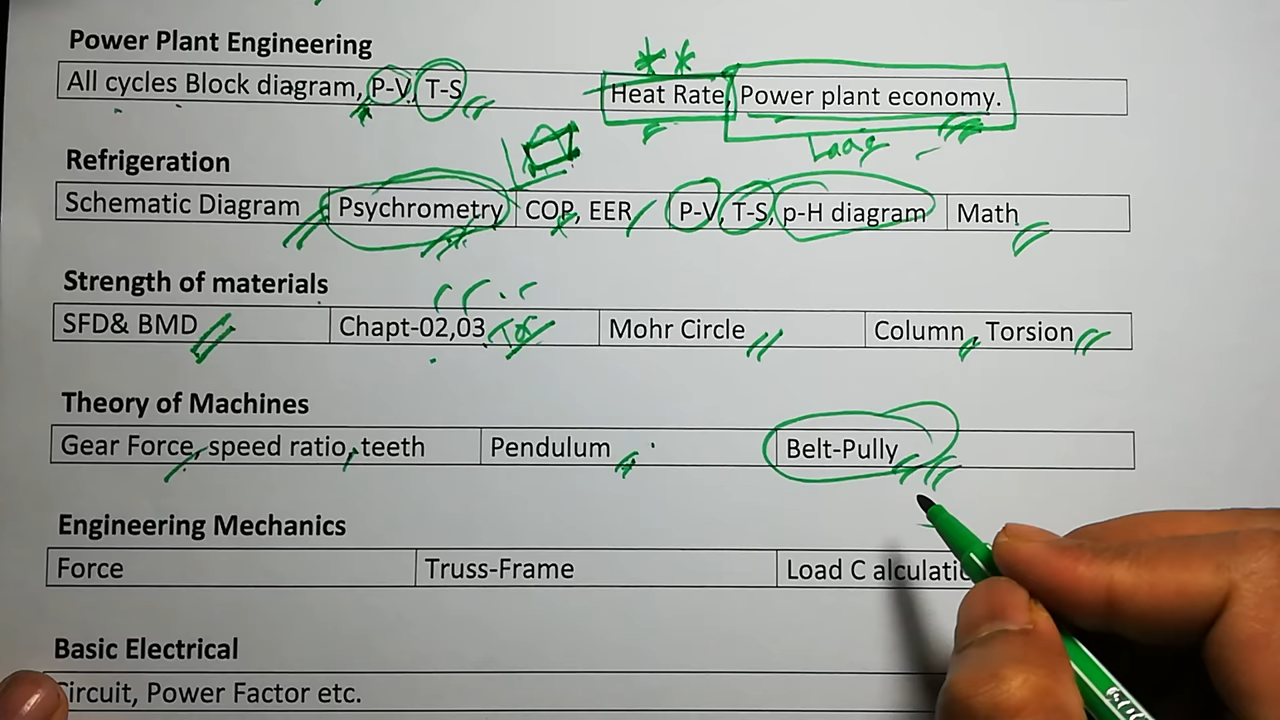 Power Plant Engineering
All cycles Block diagram, P-V, T-S Heat Rate, Power plant economy.
Refrigeration
Schematic Diagram Psychrometry COP, EER P-V, T-S, p-H diagram Math
Strength of materials
SFD& BMD Chapt-02,03 Mohr Circle Column, Torsion
Theory of Machines
Gear Force, speed ratio, teeth Pendulum Belt-Pully
Engineering Mechanics
Force Truss-Frame Load C alculati
Basic Electrical
Circuit, Power Factor etc.